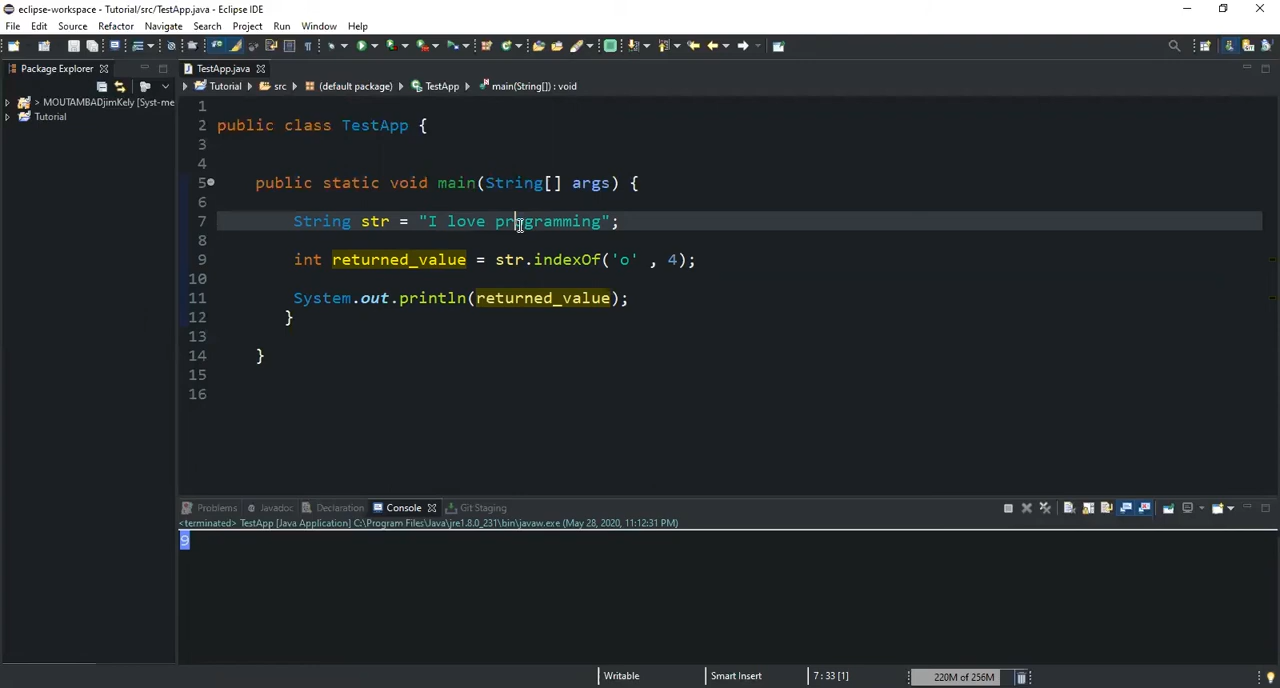 eclipse-workspace - Tutorial/src/TestApp.java - Eclipse IDE
File Edit Source Refactor Navigate Search Project Run Window Help
Package Explorer
TestApp.java
Tutorial src (default package) TestApp main(String[]) : void
> MOUTAMBADjimKely [Syst-me
Tutorial
1
2 public class TestApp {
3
4
5 public static void main(String[] args) {
6
7 String str = "I love programming";
8
9 int returned_value = str.indexOf('o' , 4);
10
11 System.out.println(returned_value);
12 }
13
14 }
15
16
Problems Javadoc Declaration Console Git Staging
<terminated> TestApp [Java Application] C:\Program Files\Java\jre1.8.0_231\bin\javaw.exe (May 28, 2020, 11:12:31 PM)
9
Writable Smart Insert 7 : 33 [1] 220M of 256M